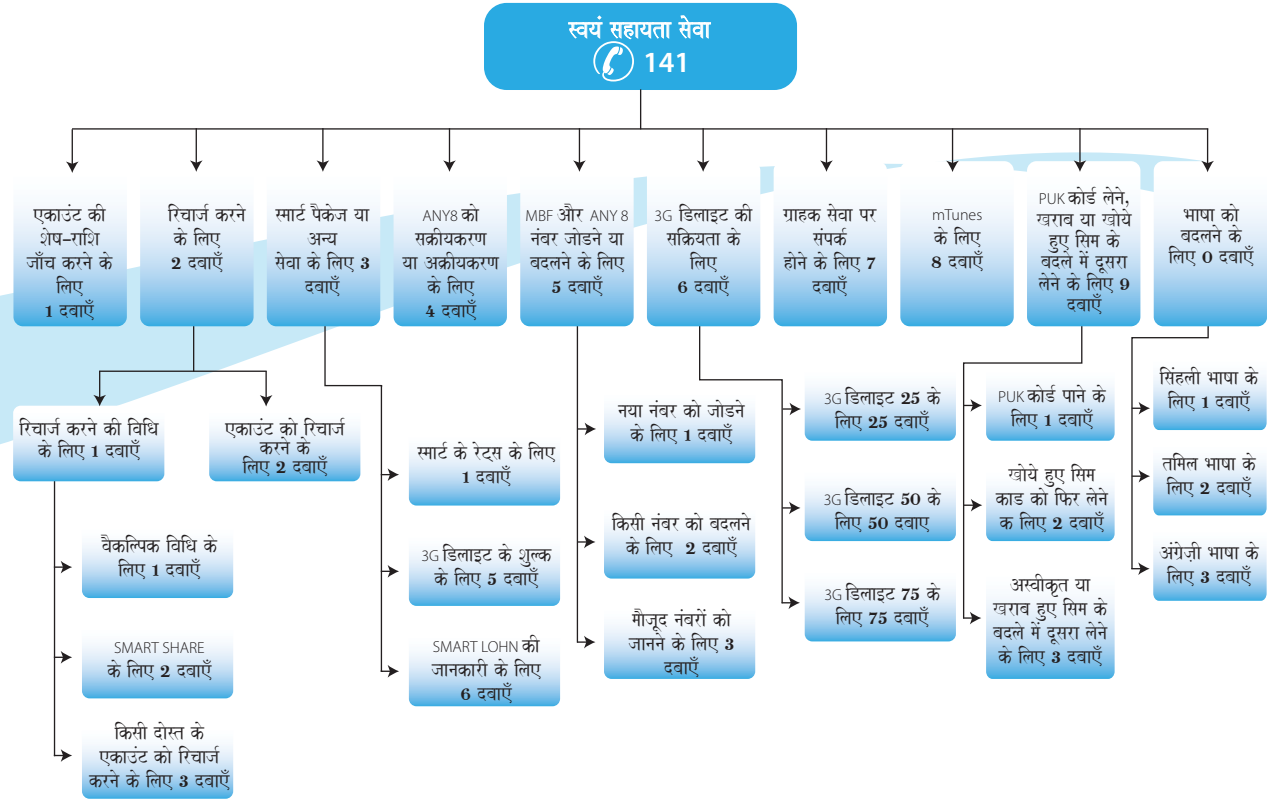 स्वयं सहायता सेवा
141
एकाउंट की
शेष-राशि
जाँच करने के
लिए
1 दबाएँ
रिचार्ज करने
के लिए
2 दबाएँ
स्मार्ट पैकेज या
अन्य
सेवा के लिए 3
दबाएँ
ANY8 को
सक्रीयकरण
या अक्रीयकरण
के लिए
4 दबाएँ
MBF और ANY 8
नंबर जोडने या
बदलने के लिए
5 दबाएँ
3G डिलाइट की
सक्रियता के
लिए
6 दबाएँ
ग्राहक सेवा पर
संपर्क
होने के लिए 7
दबाएँ
mTunes
के लिए
8 दबाएँ
PUK कोर्ड लेने,
खराब या खोये
हुए सिम के
बदले में दूसरा
लेने के लिए 9
दबाएँ
भाषा को
बदलने के
लिए 0 दबाएँ
रिचार्ज करने की विधि
के लिए 1 दबाएँ
एकाउंट को रिचार्ज
करने के
लिए 2 दबाएँ
वैकल्पिक विधि के
लिए 1 दबाएँ
SMART SHARE
के लिए 2 दबाएँ
किसी दोस्त के
एकाउंट को रिचार्ज
करने के लिए 3 दबाएँ
स्मार्ट के रेट्स के लिए
1 दबाएँ
3G डिलाइट के शुल्क
के लिए 5 दबाएँ
SMART LOHN की
जानकारी के लिए
6 दबाएँ
नया नंबर को जोडने
के लिए 1 दबाएँ
किसी नंबर को बदलने
के लिए 2 दबाएँ
मौजूद नंबरों को
जानने के लिए 3
दबाएँ
3G डिलाइट 25 के
लिए 25 दबाएँ
3G डिलाइट 50 के
लिए 50 दबाए
3G डिलाइट 75 के
लिए 75 दबाएँ
PUK कोर्ड पाने के
लिए 1 दबाएँ
खोये हुए सिम
काड को फिर लेने
क लिए 2 दबाएँ
अस्वीकृत या
खराब हुए सिम के
बदले में दूसरा लेने
के लिए 3 दबाएँ
सिंहली भाषा के
लिए 1 दबाएँ
तमिल भाषा के
लिए 2 दबाएँ
अंग्रेज़ी भाषा के
लिए 3 दबाएँ